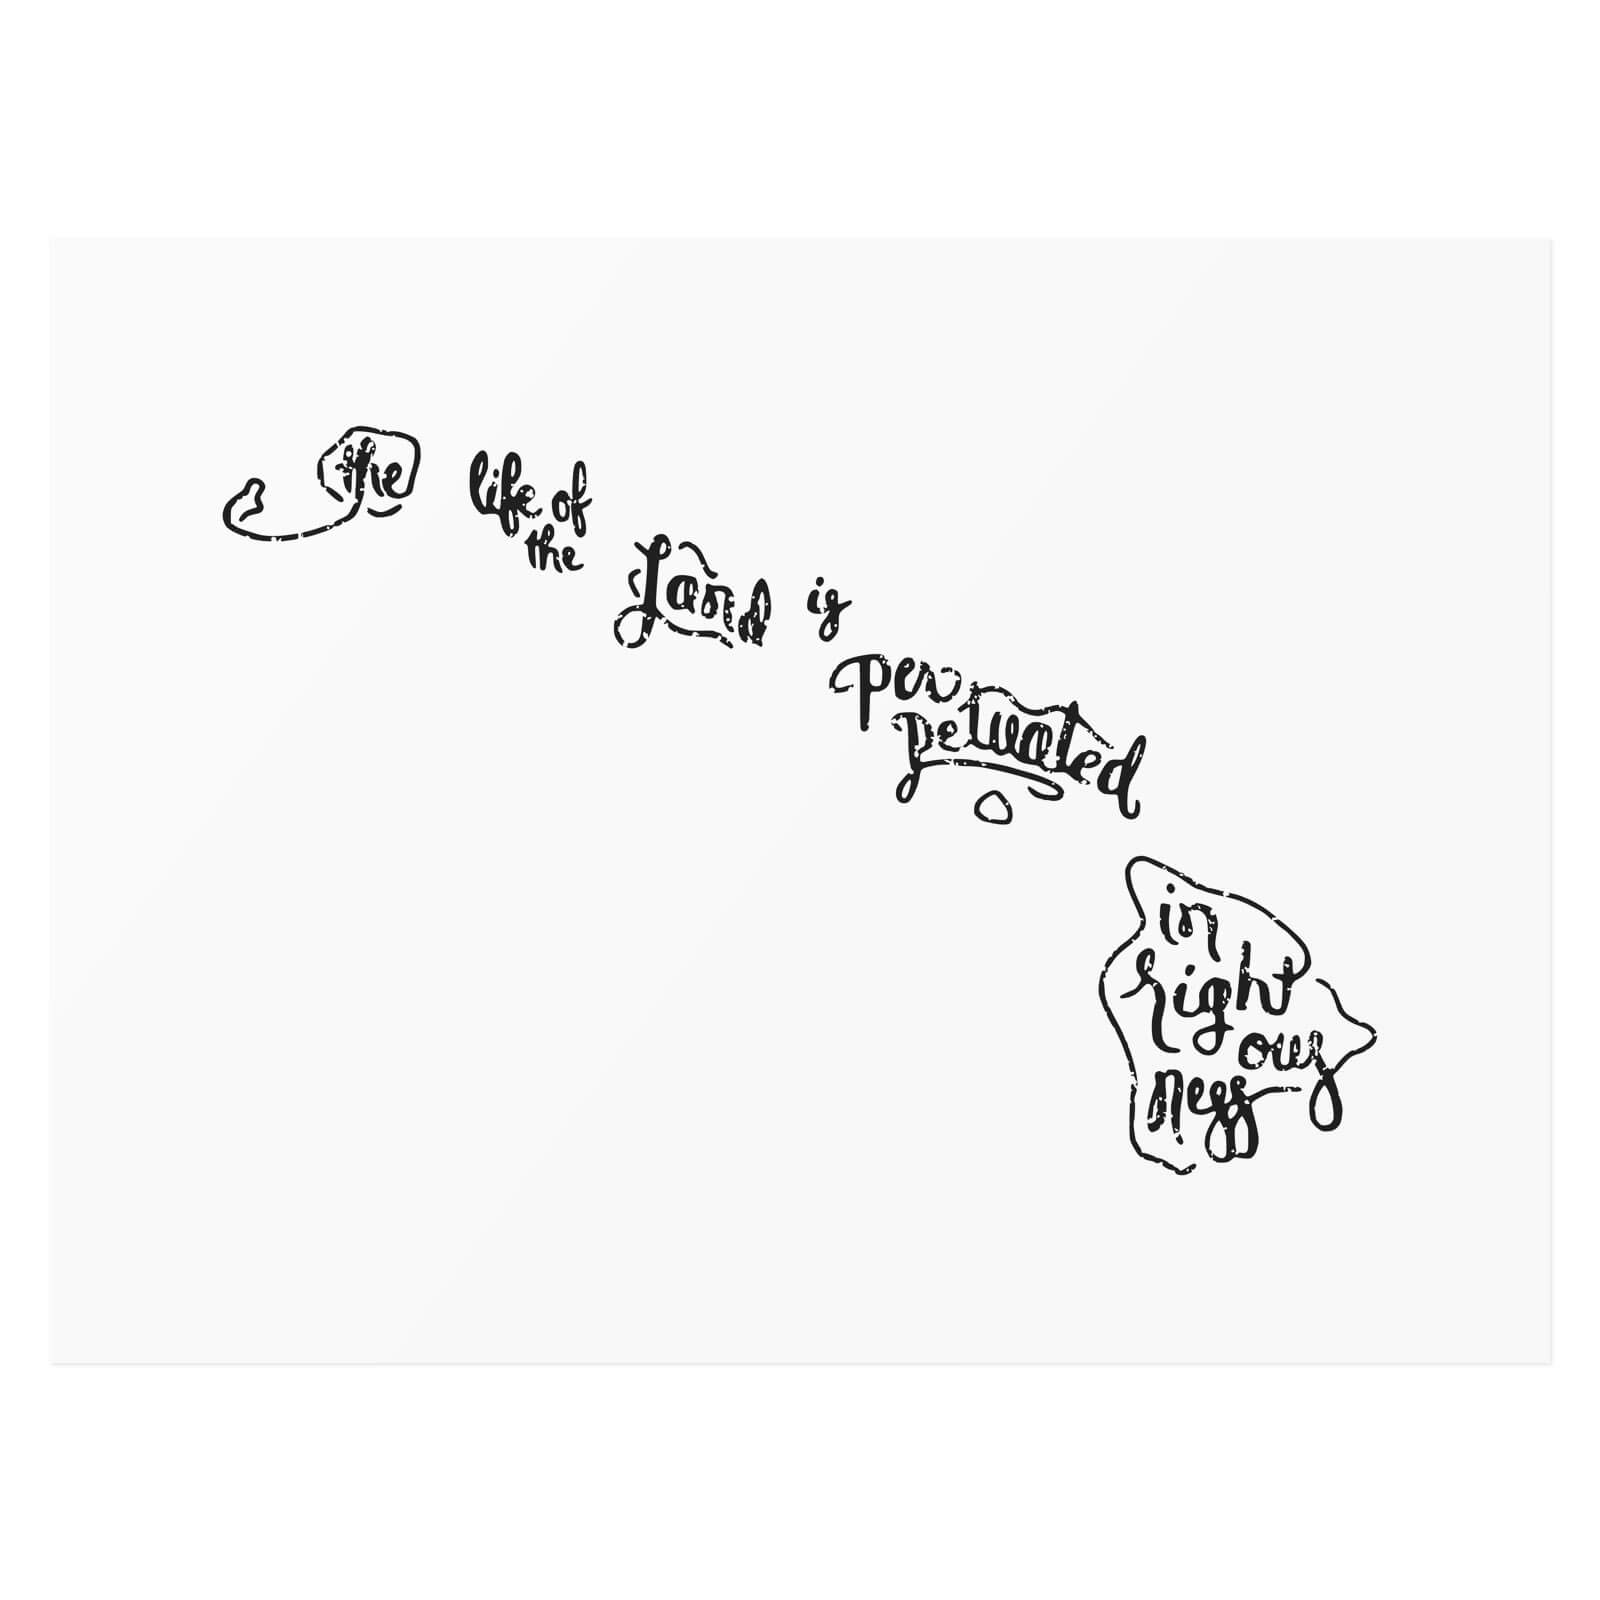 the
life of
the
Land
is
per
petuated
in
right
ous
ness